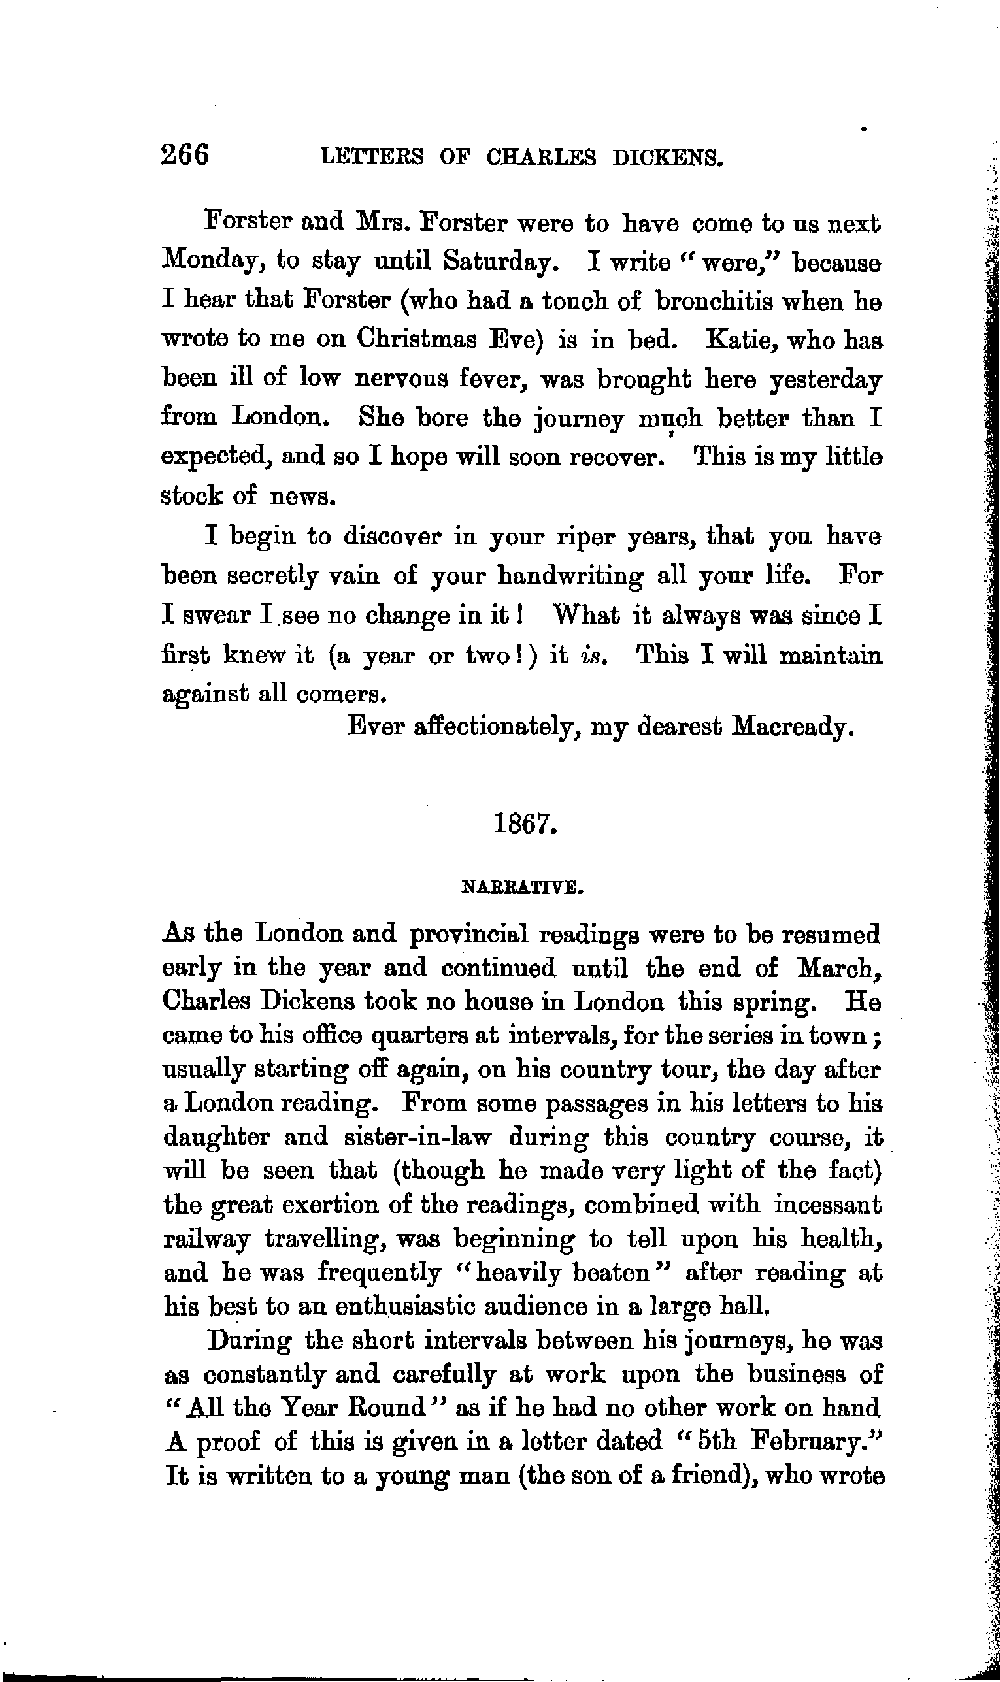 266 LETTERS OF CHARLES DICKENS.
Forster and Mrs. Forster were to have come to us next
Monday, to stay until Saturday. I write “were,” because
I hear that Forster (who had a touch of bronchitis when he
wrote to me on Christmas Eve) is in bed. Katie, who has
been ill of low nervous fever, was brought here yesterday
from London. She bore the journey much better than I
expected, and so I hope will soon recover. This is my little
stock of news.
I begin to discover in your riper years, that you have
been secretly vain of your handwriting all your life. For
I swear I see no change in it! What it always was since I
first knew it (a year or two!) it is. This I will maintain
against all comers.
Ever affectionately, my dearest Macready.
1867.
NARRATIVE.
As the London and provincial readings were to be resumed
early in the year and continued until the end of March,
Charles Dickens took no house in London this spring. He
came to his office quarters at intervals, for the series in town;
usually starting off again, on his country tour, the day after
a London reading. From some passages in his letters to his
daughter and sister-in-law during this country course, it
will be seen that (though he made very light of the fact)
the great exertion of the readings, combined with incessant
railway travelling, was beginning to tell upon his health,
and he was frequently “heavily beaten” after reading at
his best to an enthusiastic audience in a large hall.
During the short intervals between his journeys, he was
as constantly and carefully at work upon the business of
“All the Year Round” as if he had no other work on hand
A proof of this is given in a letter dated “5th February.”
It is written to a young man (the son of a friend), who wrote